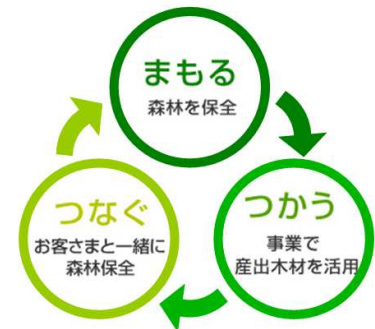 まもる
森林を保全
つかう
事業で
産出木材を活用
つなぐ
お客さまと一緒に
森林保全